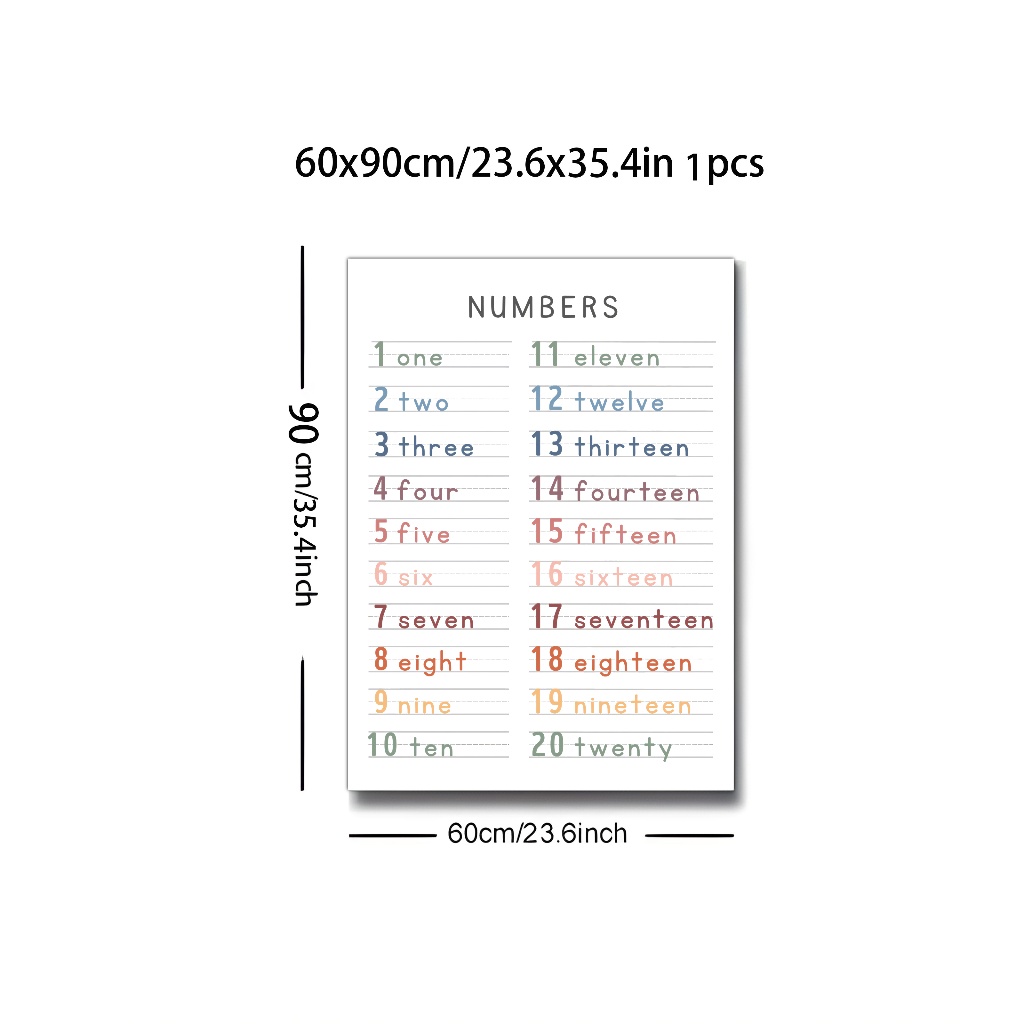 60x90cm/23.6x35.4in 1pcs
NUMBERS
1 one
2 two
3 three
4 four
5 five
6 six
7 seven
8 eight
9 nine
10 ten
11 eleven
12 twelve
13 thirteen
14 fourteen
15 fifteen
16 sixteen
17 seventeen
18 eighteen
19 nineteen
20 twenty
90 cm/35.4inch
60cm/23.6inch